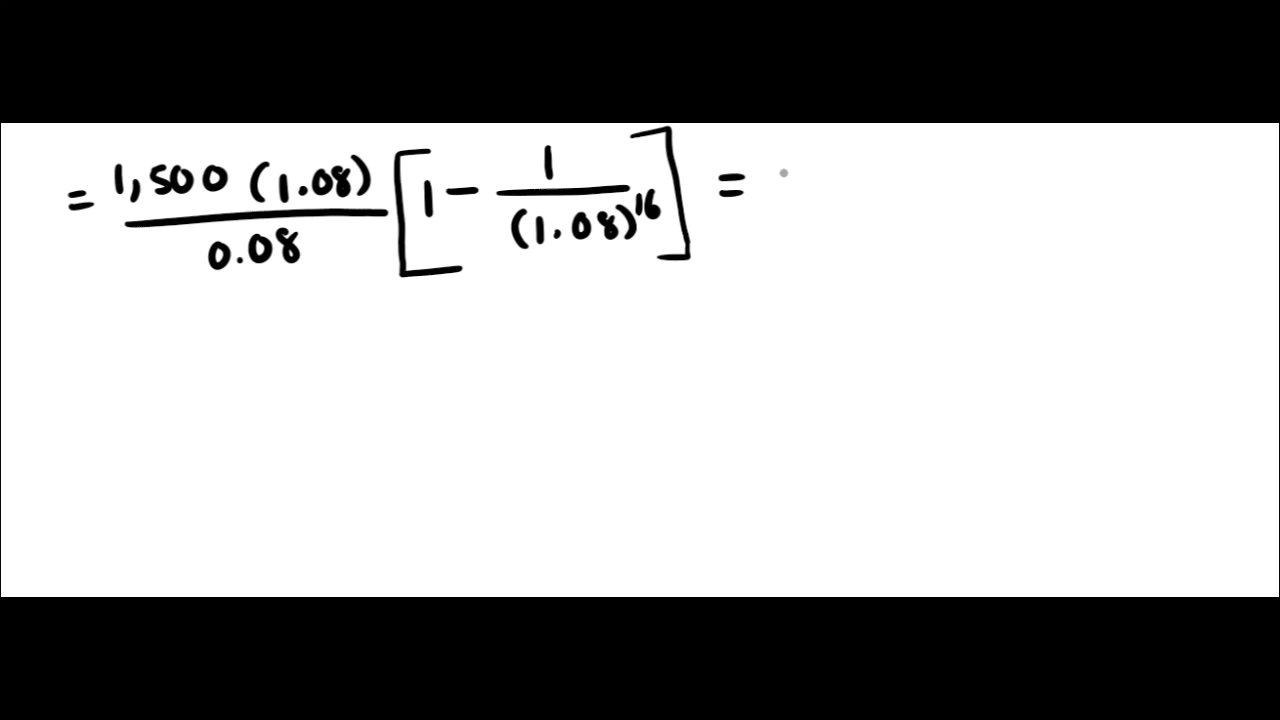 = 1,500 (1.08) / 0.08 [1 - 1 / (1.08)^16] =